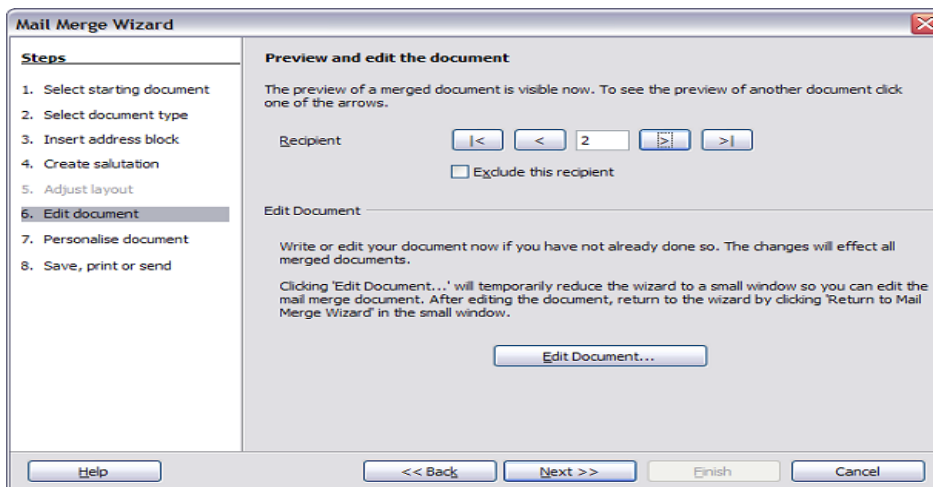 Mail Merge Wizard
Steps
1. Select starting document
2. Select document type
3. Insert address block
4. Create salutation
5. Adjust layout
6. Edit document
7. Personalise document
8. Save, print or send
Preview and edit the document
The preview of a merged document is visible now. To see the preview of another document click
one of the arrows.
Recipient |< < 2 > >|
Exclude this recipient
Edit Document
Write or edit your document now if you have not already done so. The changes will effect all
merged documents.
Clicking 'Edit Document...' will temporarily reduce the wizard to a small window so you can edit the
mail merge document. After editing the document, return to the wizard by clicking 'Return to Mail
Merge Wizard' in the small window.
Edit Document...
Help << Back Next >> Finish Cancel